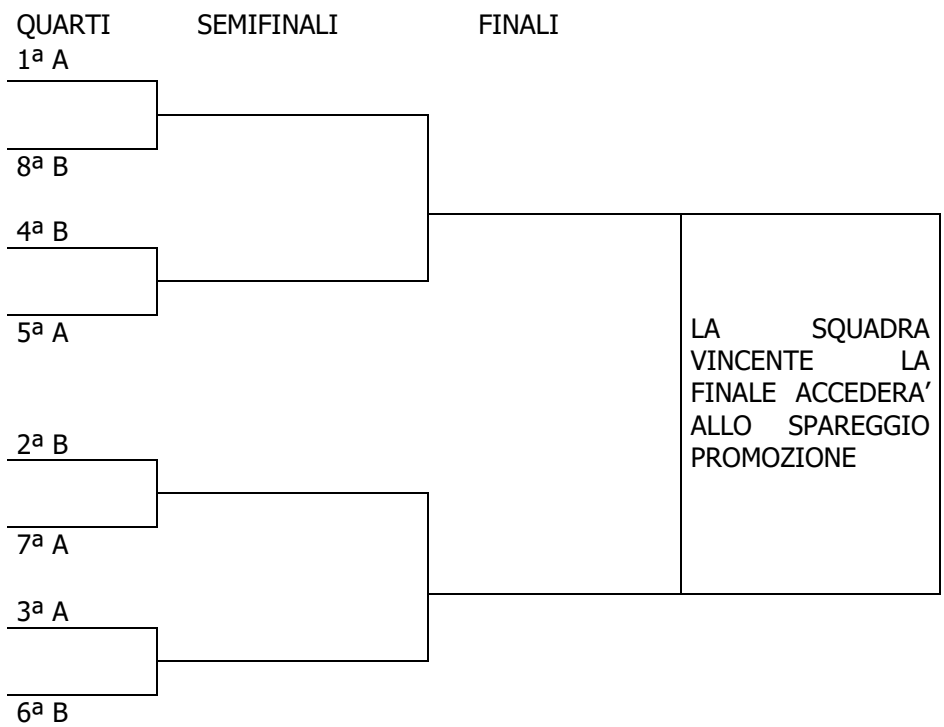 QUARTI SEMIFINALI FINALI
1ª A
8ª B
4ª B
5ª A
LA SQUADRA
VINCENTE LA
FINALE ACCEDERA’
ALLO SPAREGGIO
PROMOZIONE
2ª B
7ª A
3ª A
6ª B